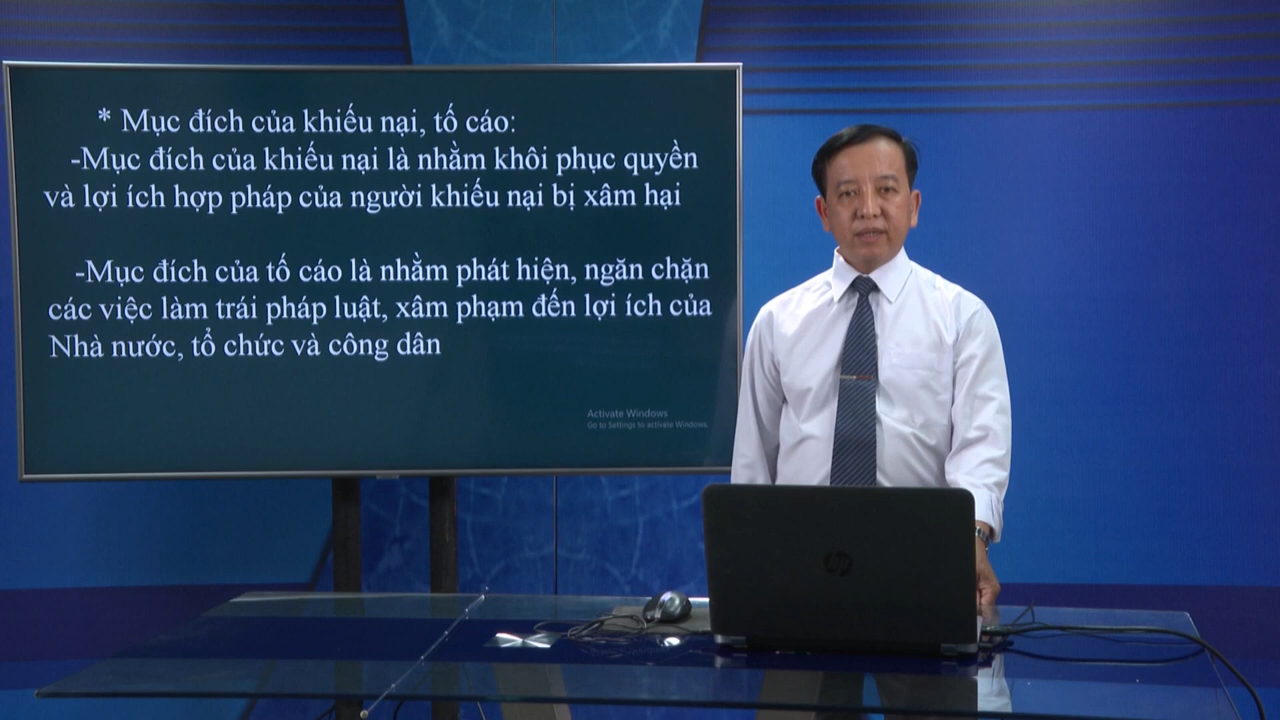 * Mục đích của khiếu nại, tố cáo:
-Mục đích của khiếu nại là nhằm khôi phục quyền
và lợi ích hợp pháp của người khiếu nại bị xâm hại
-Mục đích của tố cáo là nhằm phát hiện, ngăn chặn
các việc làm trái pháp luật, xâm phạm đến lợi ích của
Nhà nước, tổ chức và công dân
Activate Windows
Go to Settings to activate Windows.
hp